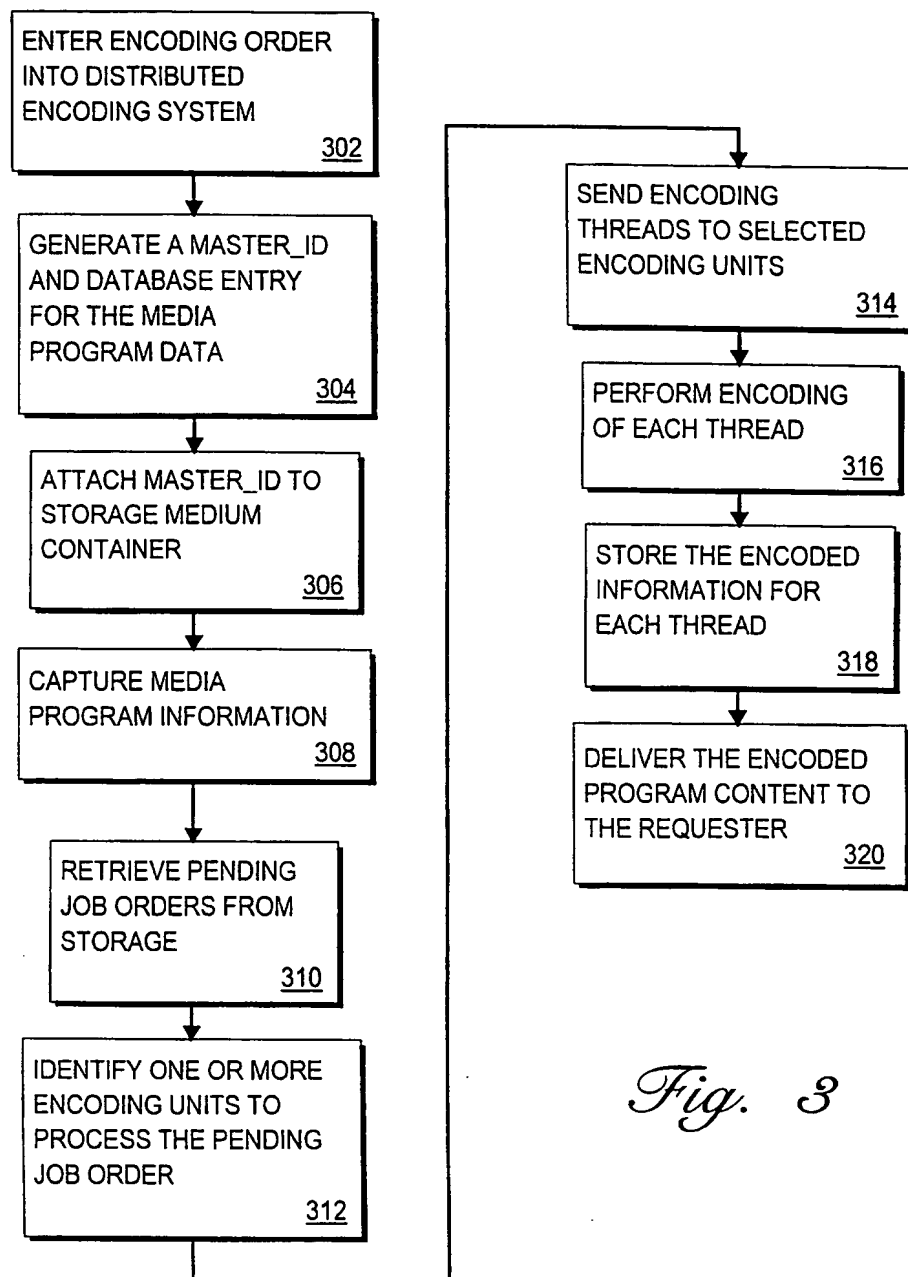 ENTER ENCODING ORDER
INTO DISTRIBUTED
ENCODING SYSTEM
302
GENERATE A MASTER_ID
AND DATABASE ENTRY
FOR THE MEDIA
PROGRAM DATA
304
ATTACH MASTER_ID TO
STORAGE MEDIUM
CONTAINER
306
CAPTURE MEDIA
PROGRAM INFORMATION
308
RETRIEVE PENDING
JOB ORDERS FROM
STORAGE
310
IDENTIFY ONE OR MORE
ENCODING UNITS TO
PROCESS THE PENDING
JOB ORDER
312
SEND ENCODING
THREADS TO SELECTED
ENCODING UNITS
314
PERFORM ENCODING
OF EACH THREAD
316
STORE THE ENCODED
INFORMATION FOR
EACH THREAD
318
DELIVER THE ENCODED
PROGRAM CONTENT TO
THE REQUESTER
320
Fig. 3